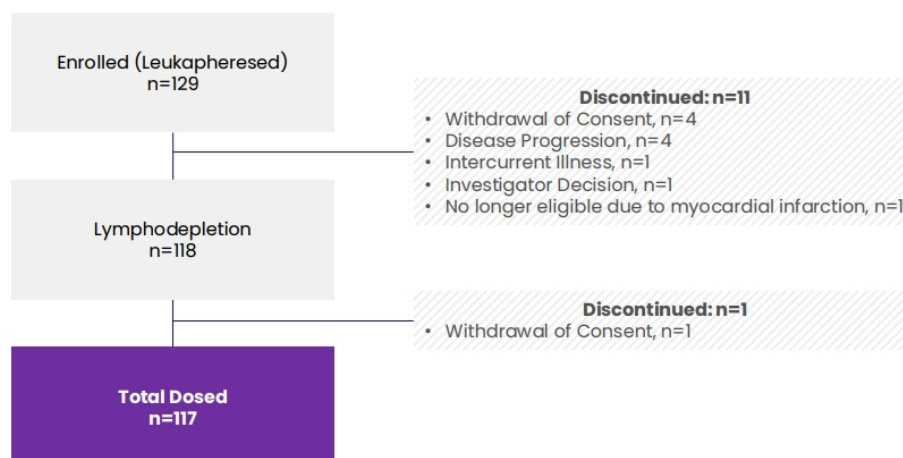 Enrolled (Leukapheresed)
n=129
Discontinued: n=11
• Withdrawal of Consent, n=4
• Disease Progression, n=4
• Intercurrent Illness, n=1
• Investigator Decision, n=1
• No longer eligible due to myocardial infarction, n=1
Lymphodepletion
n=118
Discontinued: n=1
• Withdrawal of Consent, n=1
Total Dosed
n=117